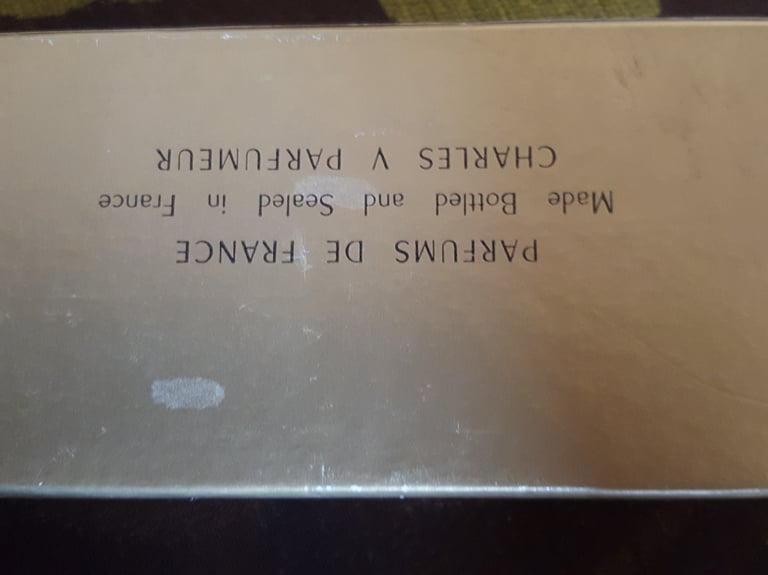 PARFUMS DE FRANCE
Made Bottled and Sealed in France
CHARLES V PARFUMEUR